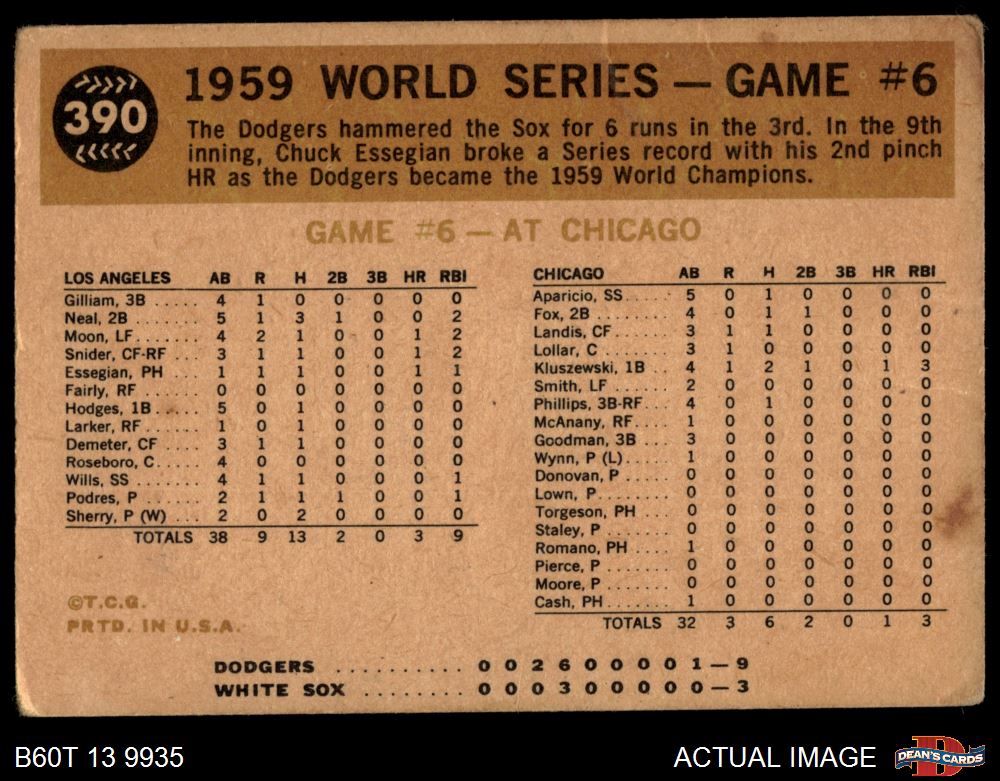 390
1959 WORLD SERIES — GAME #6
The Dodgers hammered the Sox for 6 runs in the 3rd. In the 9th
inning, Chuck Essegian broke a Series record with his 2nd pinch
HR as the Dodgers became the 1959 World Champions.
GAME #6 — AT CHICAGO
LOS ANGELES AB R H 2B 3B HR RBI
Gilliam, 3B ..... 4 1 0 0 0 0 0
Neal, 2B ........ 5 1 3 1 0 0 2
Moon, LF ........ 4 2 1 0 0 1 2
Snider, CF-RF ... 3 1 1 0 0 1 2
Essegian, PH .... 1 1 1 0 0 1 1
Fairly, RF ...... 0 0 0 0 0 0 0
Hodges, 1B ...... 5 0 1 0 0 0 0
Larker, RF ...... 1 0 1 0 0 0 0
Demeter, CF ..... 3 1 1 0 0 0 0
Roseboro, C ..... 4 0 0 0 0 0 0
Wills, SS ....... 4 1 1 0 0 0 1
Podres, P ....... 2 1 1 1 0 0 1
Sherry, P (W) ... 2 0 2 0 0 0 0
TOTALS 38 9 13 2 0 3 9
CHICAGO AB R H 2B 3B HR RBI
Aparicio, SS ..... 5 0 1 0 0 0 0
Fox, 2B .......... 4 0 1 1 0 0 0
Landis, CF ....... 3 1 1 0 0 0 0
Lollar, C ........ 3 1 0 0 0 0 0
Kluszewski, 1B ... 4 1 2 1 0 1 3
Smith, LF ........ 2 0 0 0 0 0 0
Phillips, 3B-RF ... 4 0 1 0 0 0 0
McAnany, RF ...... 1 0 0 0 0 0 0
Goodman, 3B ...... 3 0 0 0 0 0 0
Wynn, P (L) ...... 1 0 0 0 0 0 0
Donovan, P ....... 0 0 0 0 0 0 0
Lown, P .......... 0 0 0 0 0 0 0
Torgeson, PH ..... 0 0 0 0 0 0 0
Staley, P ........ 0 0 0 0 0 0 0
Romano, PH ....... 1 0 0 0 0 0 0
Pierce, P ........ 0 0 0 0 0 0 0
Moore, P ......... 0 0 0 0 0 0 0
Cash, PH ......... 1 0 0 0 0 0 0
TOTALS 32 3 6 2 0 1 3
©T.C.G.
PRTD. IN U.S.A.
DODGERS .......... 0 0 2 6 0 0 0 0 1 — 9
WHITE SOX ........ 0 0 0 3 0 0 0 0 0 — 3
B60T 13 9935
ACTUAL IMAGE
D
DEAN'S CARDS